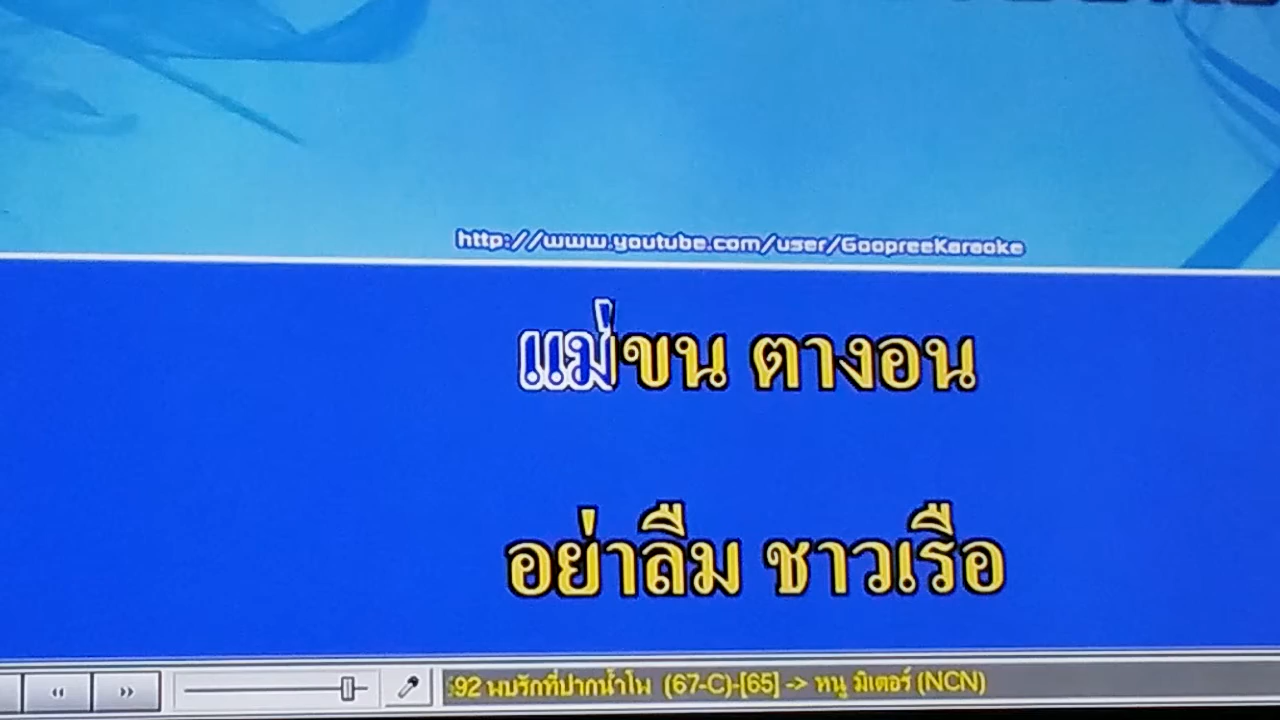 http://www.youtube.com/user/GoopreeKaraoke
แม่ขน ตางอน
อย่าลืม ชาวเรือ
592 พบรักที่ปากน้ำโพ (67-C)-[65] -> หนู มิเตอร์ (NCN)